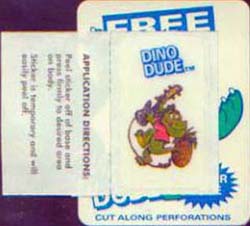 FREE
DINO
DUDE™
APPLICATION DIRECTIONS:
Peel sticker off of base and
press firmly to desired area
on body.
Sticker is temporary and will
easily peel off.
CUT ALONG PERFORATIONS